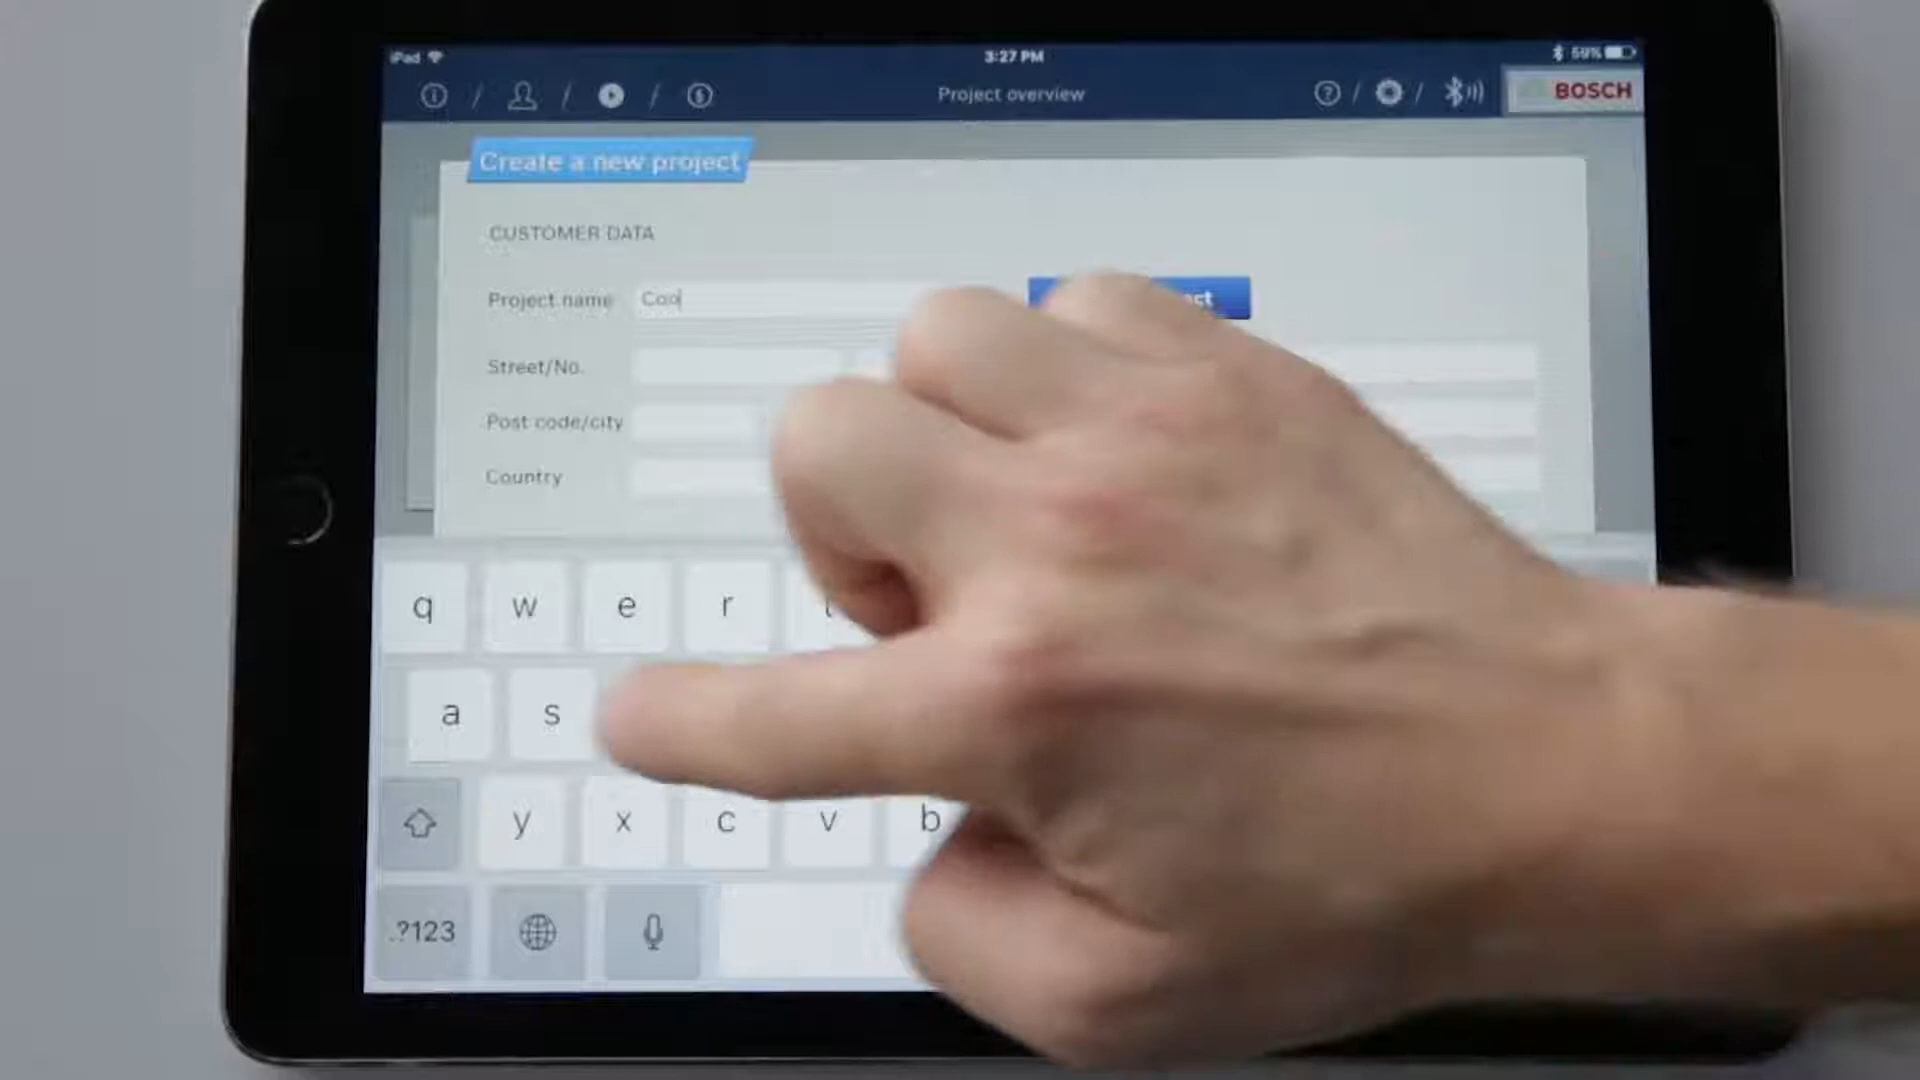 iPad 3:27 PM 59%
Project overview
BOSCH
Create a new project
CUSTOMER DATA
Project name Coo
Street/No.
Post code/city
Country
q w e r
a s
y x c v b
.?123